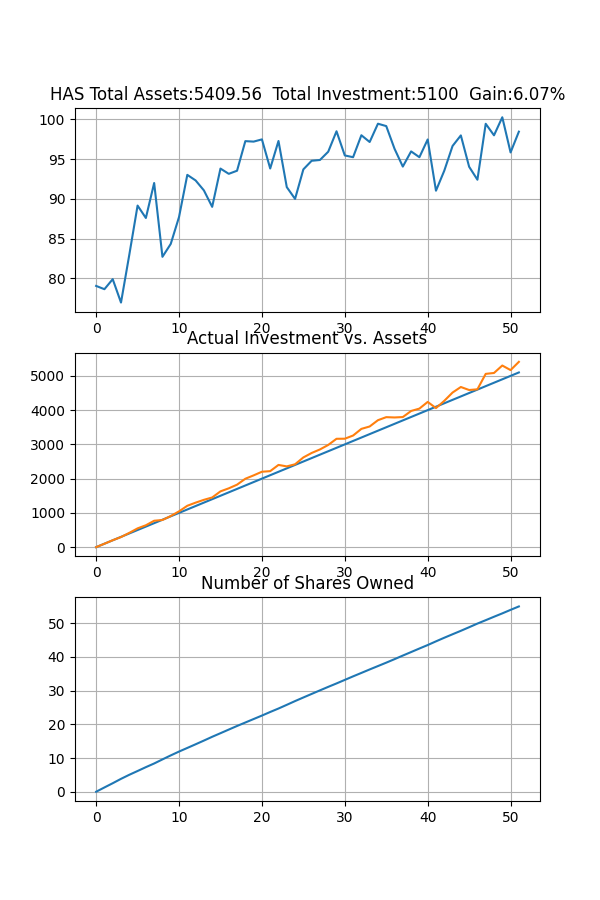 HAS Total Assets:5409.56  Total Investment:5100  Gain:6.07%
100
95
90
85
80
0 10 20 30 40 50
Actual Investment vs. Assets
5000
4000
3000
2000
1000
0
0 10 20 30 40 50
Number of Shares Owned
50
40
30
20
10
0
0 10 20 30 40 50